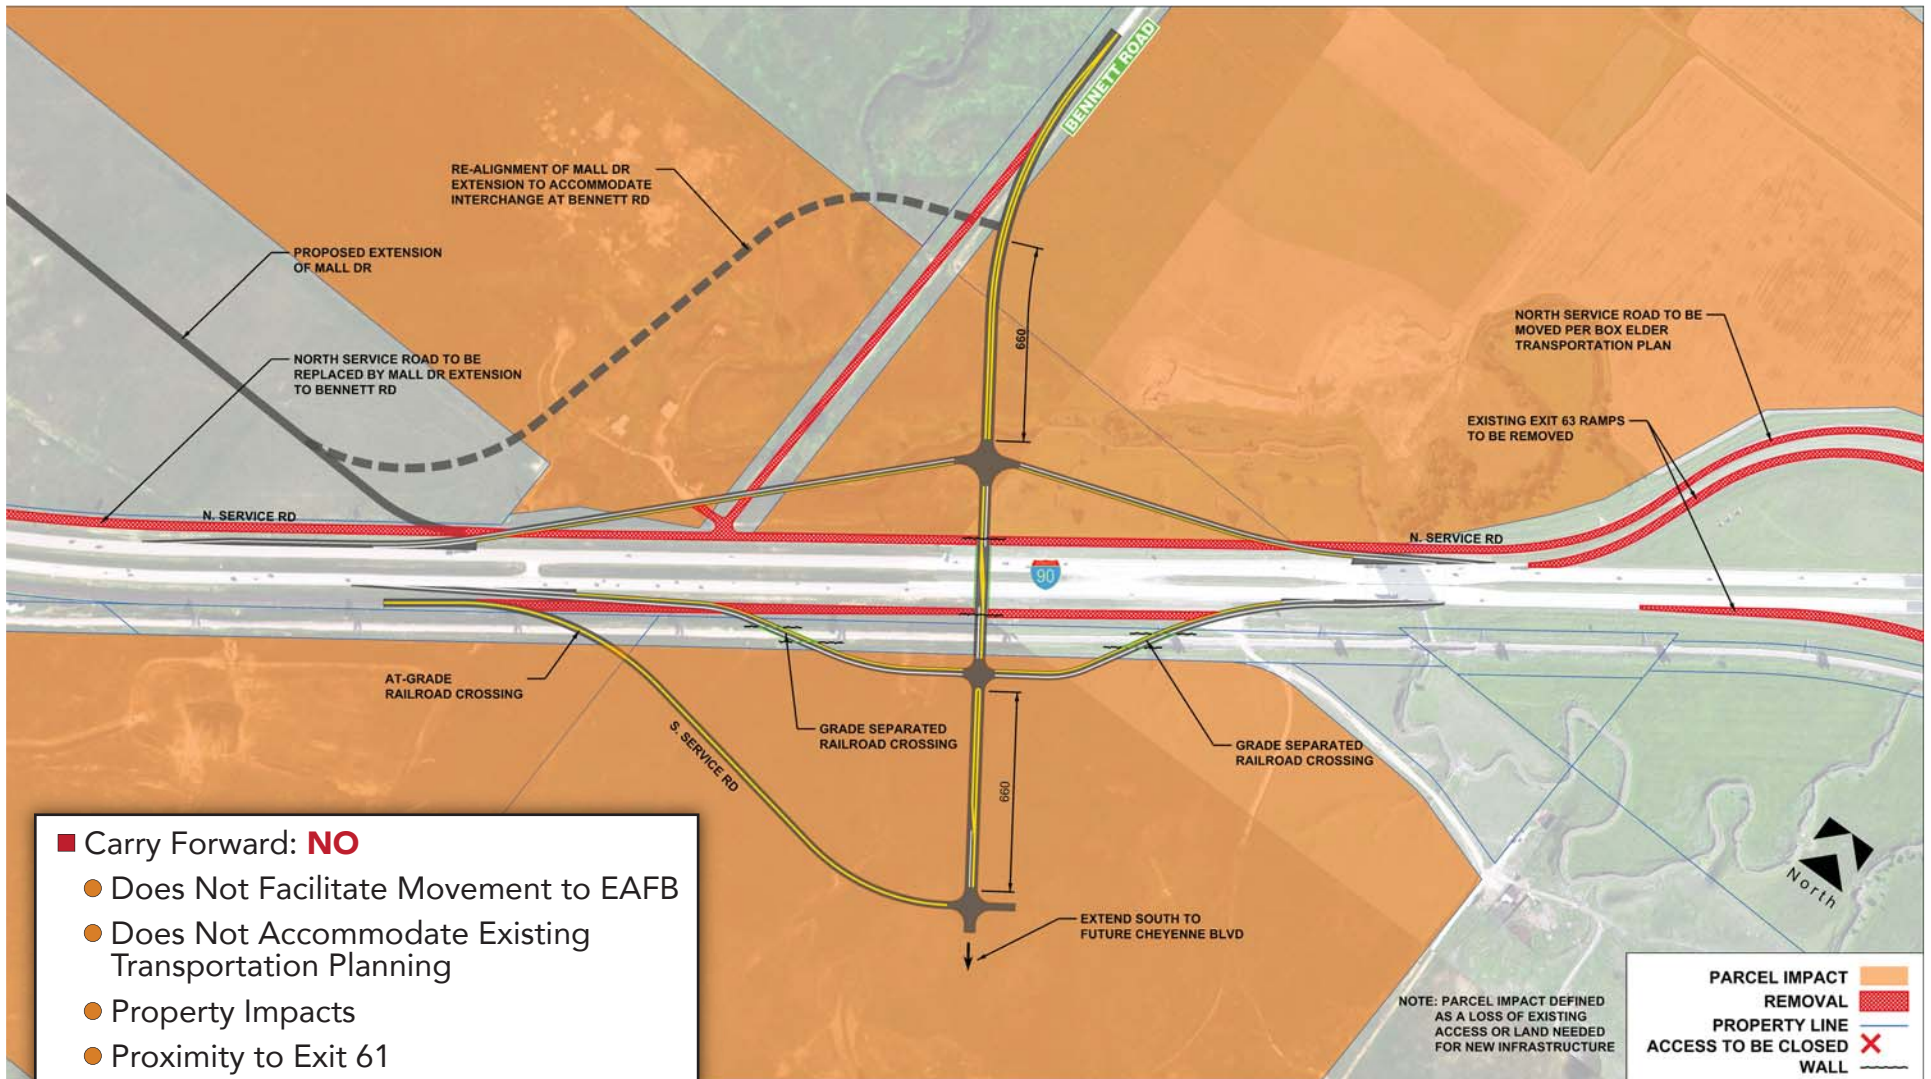 BENNETT ROAD
RE-ALIGNMENT OF MALL DR
EXTENSION TO ACCOMMODATE
INTERCHANGE AT BENNETT RD
PROPOSED EXTENSION
OF MALL DR
NORTH SERVICE ROAD TO BE
REPLACED BY MALL DR EXTENSION
TO BENNETT RD
660
NORTH SERVICE ROAD TO BE
MOVED PER BOX ELDER
TRANSPORTATION PLAN
EXISTING EXIT 63 RAMPS
TO BE REMOVED
N. SERVICE RD
N. SERVICE RD
90
AT-GRADE
RAILROAD CROSSING
S. SERVICE RD
GRADE SEPARATED
RAILROAD CROSSING
GRADE SEPARATED
RAILROAD CROSSING
660
EXTEND SOUTH TO
FUTURE CHEYENNE BLVD
North
Carry Forward: NO
Does Not Facilitate Movement to EAFB
Does Not Accommodate Existing
Transportation Planning
Property Impacts
Proximity to Exit 61
NOTE: PARCEL IMPACT DEFINED
AS A LOSS OF EXISTING
ACCESS OR LAND NEEDED
FOR NEW INFRASTRUCTURE
PARCEL IMPACT
REMOVAL
PROPERTY LINE
ACCESS TO BE CLOSED
WALL